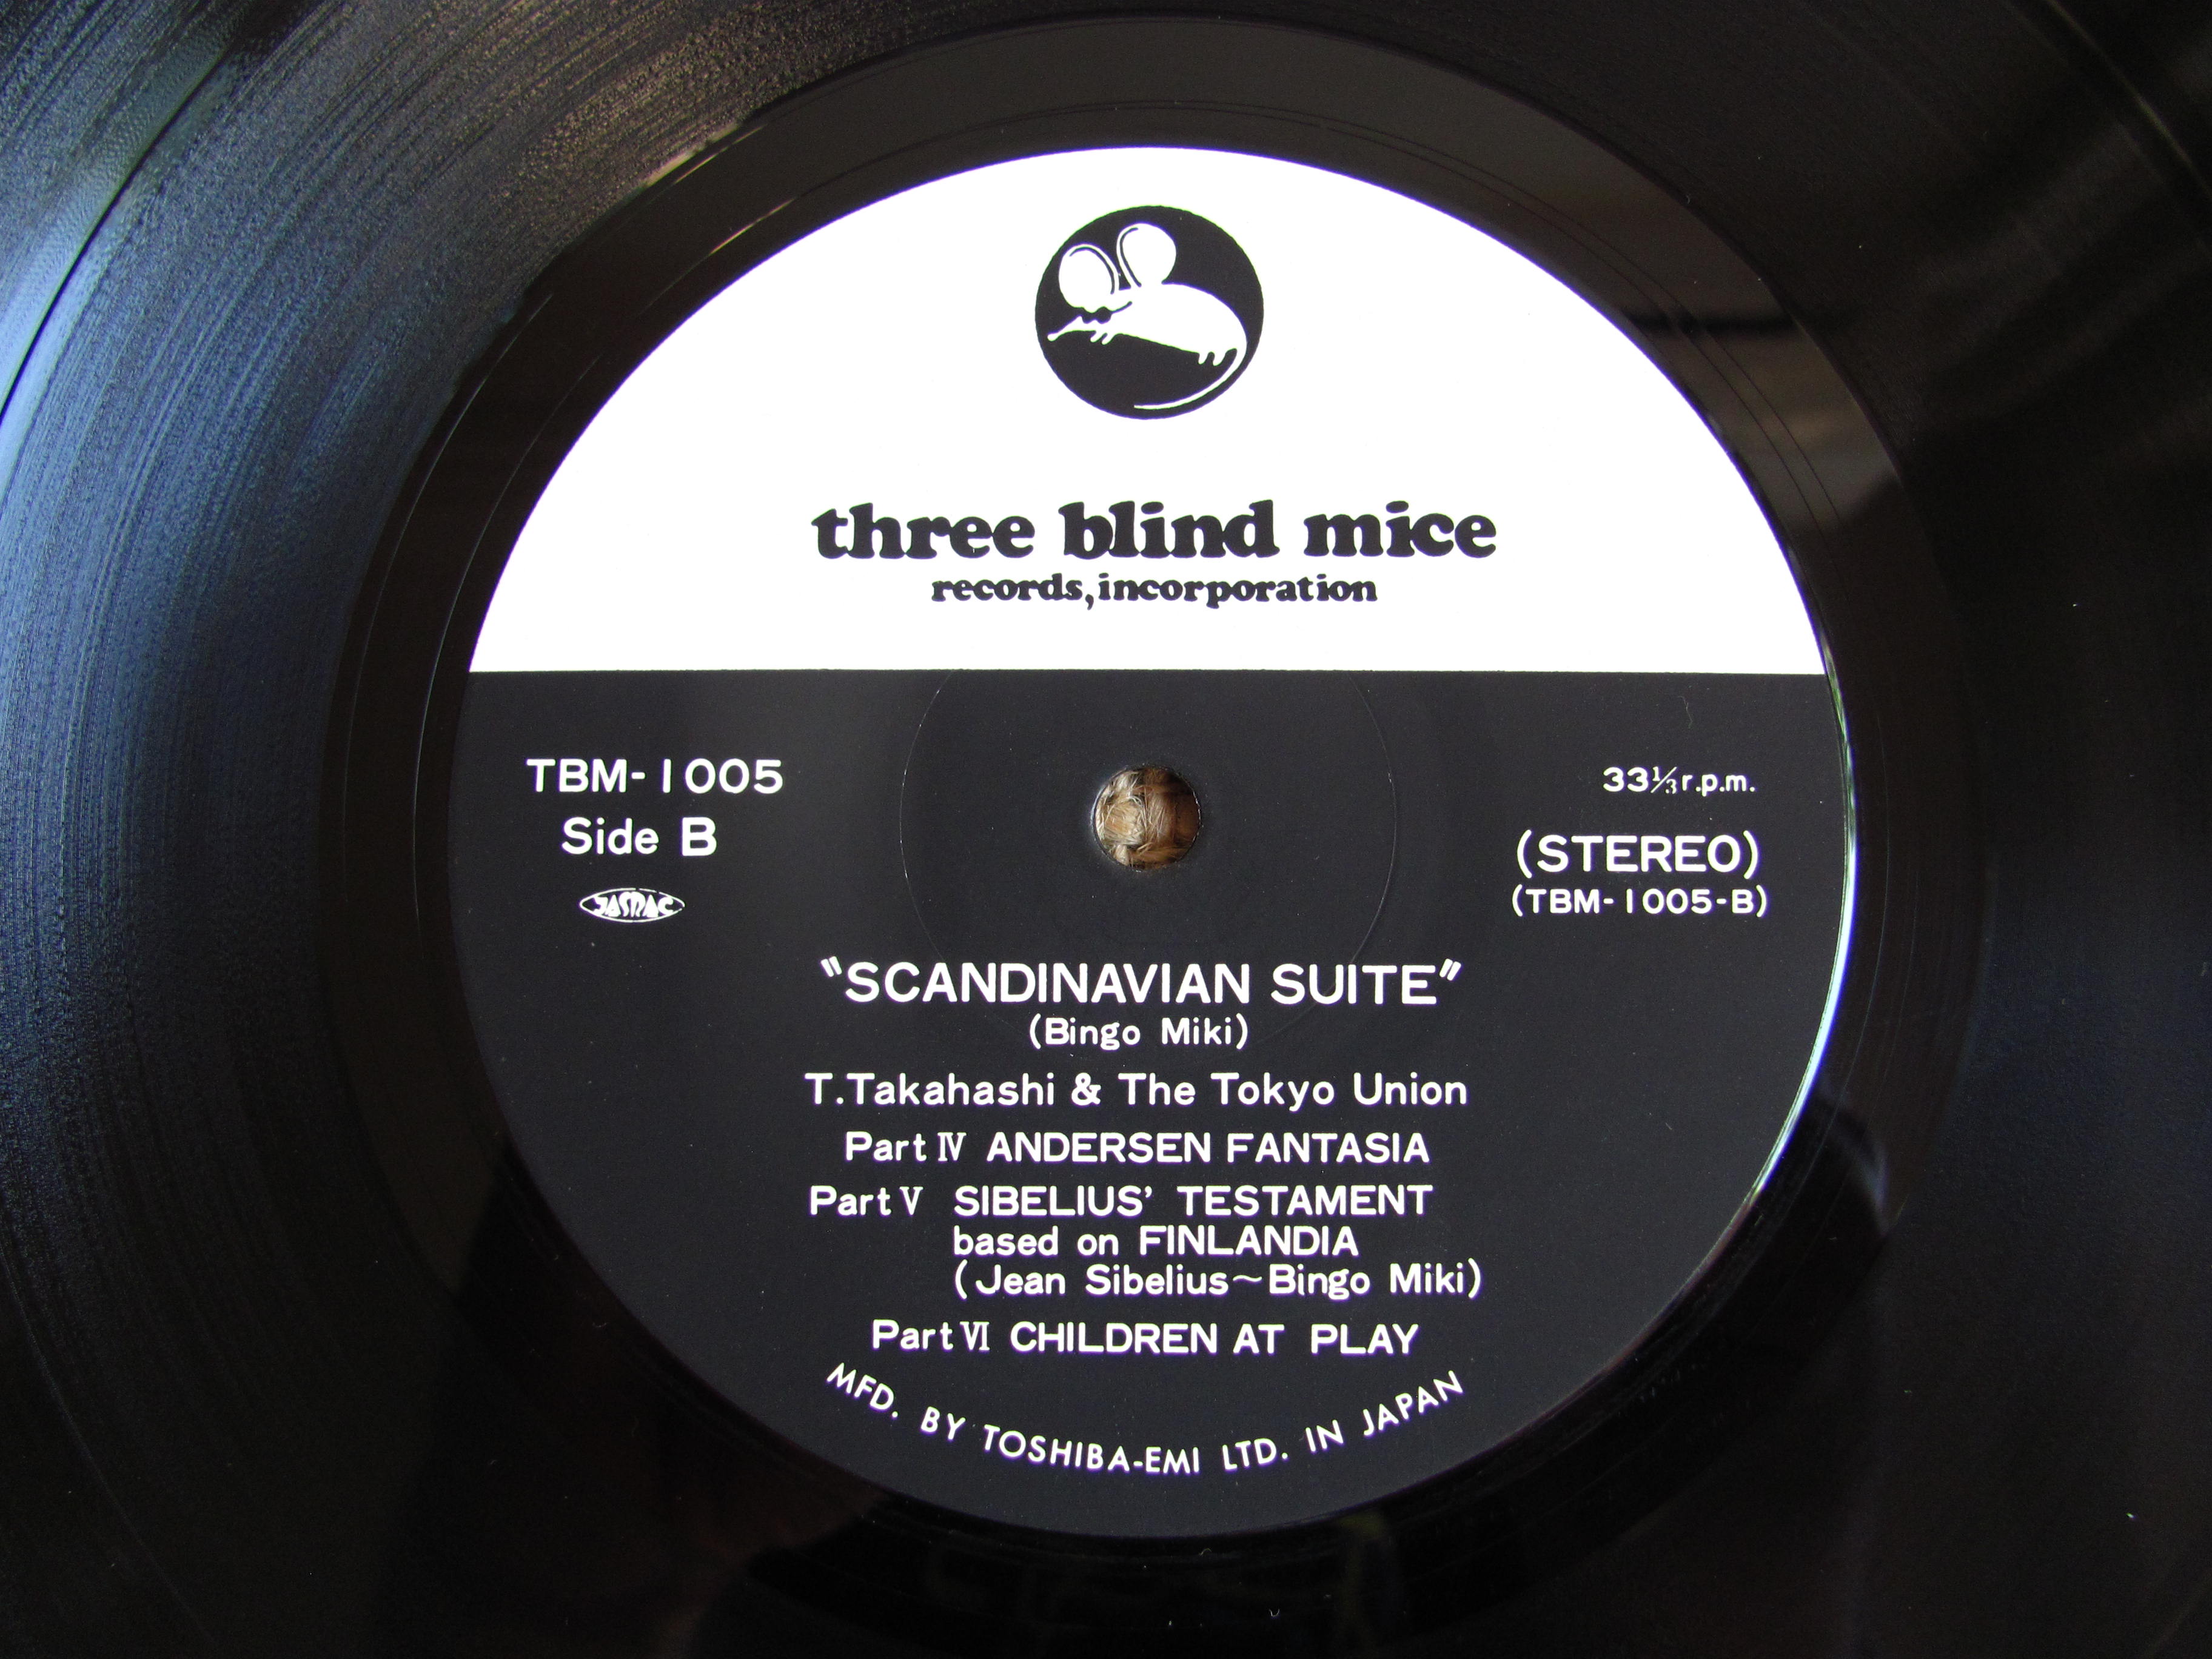 three blind mice
records, incorporation
TBM-1005
Side B
JASRAC
33⅓ r.p.m.
(STEREO)
(TBM-1005-B)
"SCANDINAVIAN SUITE"
(Bingo Miki)
T.Takahashi & The Tokyo Union
Part Ⅳ ANDERSEN FANTASIA
Part Ⅴ SIBELIUS' TESTAMENT
based on FINLANDIA
(Jean Sibelius~Bingo Miki)
Part Ⅵ CHILDREN AT PLAY
MFD. BY TOSHIBA-EMI LTD. IN JAPAN